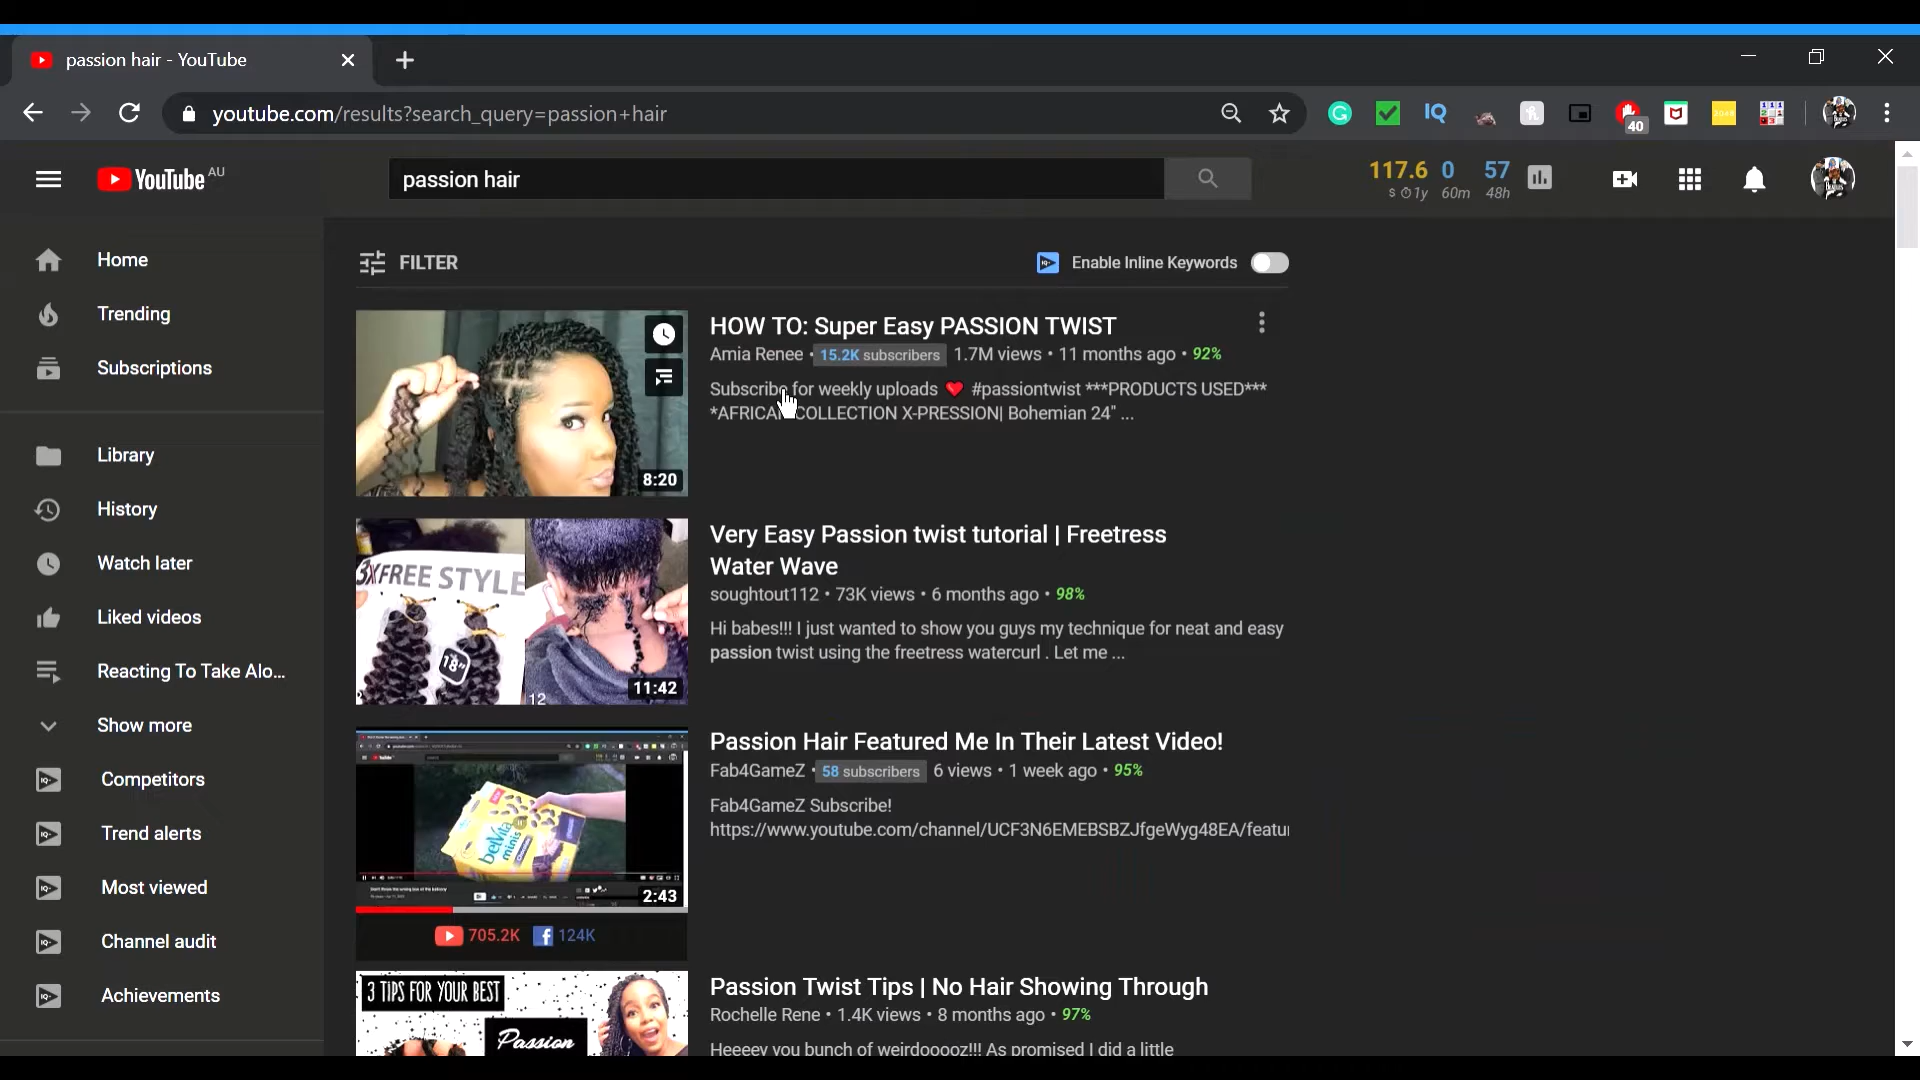 passion hair - YouTube
youtube.com/results?search_query=passion+hair
40
YouTube AU
passion hair
117.6 0 57
s 1y 60m 48h
Home
Trending
Subscriptions
Library
History
Watch later
Liked videos
Reacting To Take Alo...
Show more
Competitors
Trend alerts
Most viewed
Channel audit
Achievements
FILTER
Enable Inline Keywords
8:20
HOW TO: Super Easy PASSION TWIST
Amia Renee • 15.2K subscribers 1.7M views • 11 months ago • 92%
Subscribe for weekly uploads ❤️ #passiontwist ***PRODUCTS USED***
*AFRICAN COLLECTION X-PRESSION| Bohemian 24" ...
3XFREE STYLE
18"
12
11:42
Very Easy Passion twist tutorial | Freetress
Water Wave
soughtout112 • 73K views • 6 months ago • 98%
Hi babes!!! I just wanted to show you guys my technique for neat and easy
passion twist using the freetress watercurl . Let me ...
belVita
minis
2:43
705.2K 124K
Passion Hair Featured Me In Their Latest Video!
Fab4GameZ • 58 subscribers 6 views • 1 week ago • 95%
Fab4GameZ Subscribe!
https://www.youtube.com/channel/UCF3N6EMEBSBZJfgeWyg48EA/featu
3 TIPS FOR YOUR BEST
Passion
Passion Twist Tips | No Hair Showing Through
Rochelle Rene • 1.4K views • 8 months ago • 97%
Heeeey you bunch of weirdooooz!!! As promised I did a little